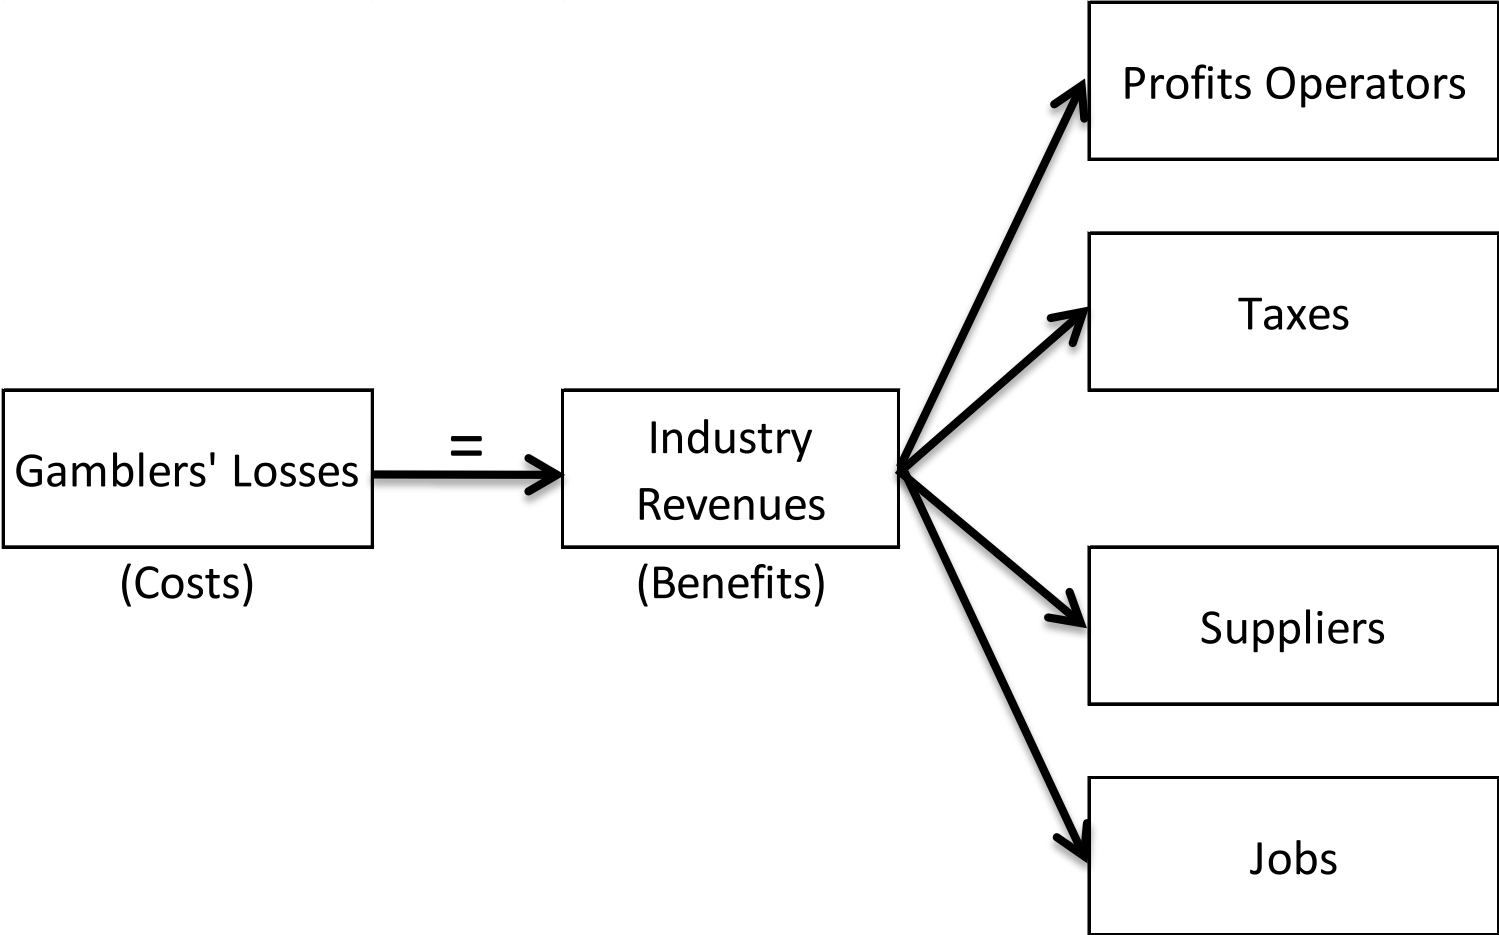 Profits Operators
Taxes
Gamblers' Losses
(Costs)
=
Industry
Revenues
(Benefits)
Suppliers
Jobs